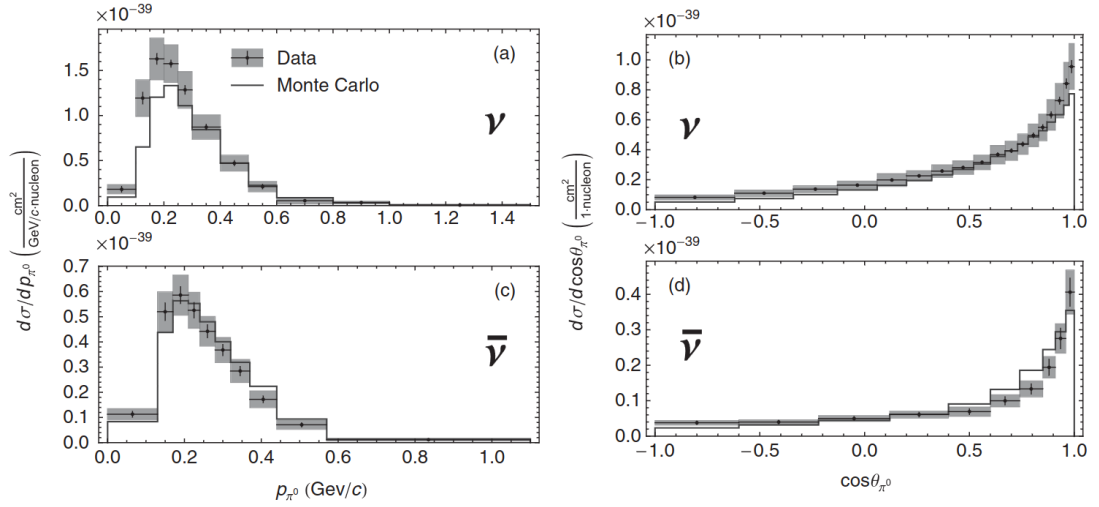 ×10⁻³⁹
(a)
Data
Monte Carlo
ν
1.5
1.0
0.5
0.0
0.0 0.2 0.4 0.6 0.8 1.0 1.2 1.4
dσ/dp_π⁰ (cm²/GeV/c·nucleon)
×10⁻³⁹
(b)
ν
1.0
0.8
0.6
0.4
0.2
0.0
−1.0 −0.5 0.0 0.5 1.0
dσ/dcosθ_π⁰ (cm²/1·nucleon)
×10⁻³⁹
(c)
ν̅
0.7
0.6
0.5
0.4
0.3
0.2
0.1
0.0
0.0 0.2 0.4 0.6 0.8 1.0
p_π⁰ (GeV/c)
×10⁻³⁹
(d)
ν̅
0.4
0.3
0.2
0.1
0.0
−1.0 −0.5 0.0 0.5 1.0
cosθ_π⁰